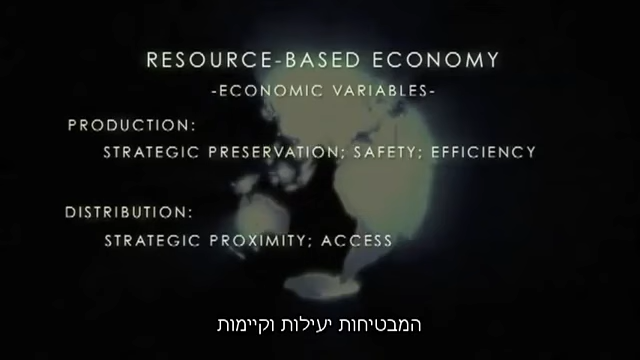 RESOURCE-BASED ECONOMY
-ECONOMIC VARIABLES-
PRODUCTION:
STRATEGIC PRESERVATION; SAFETY; EFFICIENCY
DISTRIBUTION:
STRATEGIC PROXIMITY; ACCESS
המבטיחות יעילות וקיימות